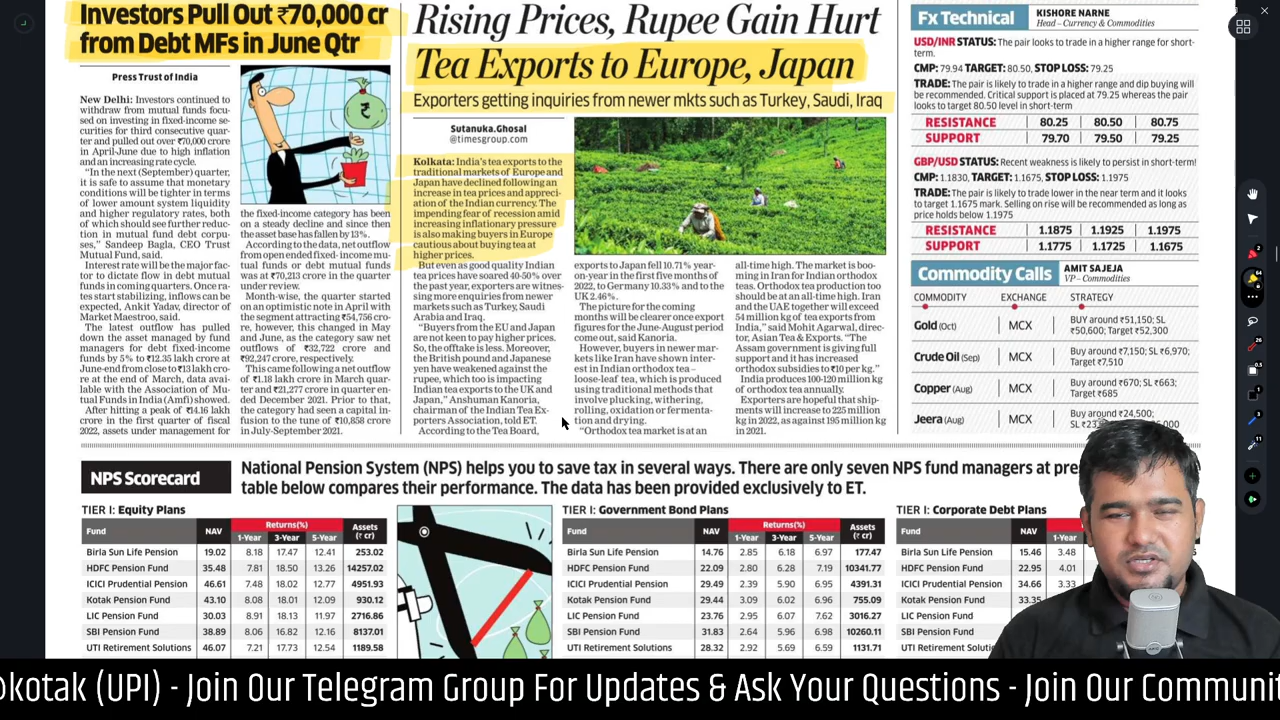 Investors Pull Out ₹70,000 cr
from Debt MFs in June Qtr
Press Trust of India
New Delhi: Investors continued to
withdraw from mutual funds focu-
sed on investing in fixed-income se-
curities for third consecutive quar-
ter and pulled out over ₹70,000 crore
in April-June due to high inflation
and an increasing rate cycle.
"In the next (September) quarter,
it is safe to assume that monetary
conditions will be tighter in terms
of lower amount system liquidity
and higher regulatory rates, both
of which should see further reduc-
tion in mutual fund debt corpu-
ses," Sandeep Bagla, CEO Trust
Mutual Fund, said.
Interest rate will be the major fac-
tor to dictate flow in debt mutual
funds in coming quarters. Once ra-
tes start stabilizing, inflows can be
expected, Ankit Yadav, director of
Market Maestroo, said.
The latest outflow has pulled
down the asset managed by fund
managers for debt fixed-income
funds by 5% to ₹12.35 lakh crore at
June-end from close to ₹13 lakh cro-
re at the end of March, data avai-
lable with the Association of Mu-
tual Funds in India (Amfi) showed.
After hitting a peak of ₹14.16 lakh
crore in the first quarter of fiscal
2022, assets under management for
the fixed-income category has been
on a steady decline and since then
the asset base has fallen by 13%.
According to the data, net outflow
from open ended fixed-income mu-
tual funds or debt mutual funds
was ₹70,213 crore in the quarter
under review.
Month-wise, the quarter started
on an optimistic note in April with
the segment attracting ₹54,756 cro-
re, however, this changed in May
and June, as the category saw net
outflows of ₹32,722 crore and
₹92,247 crore, respectively.
This came following a net outflow
of ₹1.18 lakh crore in March quar-
ter and ₹21,277 crore in quarter en-
ded December 2021. Prior to that,
the category had seen a capital in-
fusion to the tune of ₹10,858 crore
in July-September 2021.
Rising Prices, Rupee Gain Hurt
Tea Exports to Europe, Japan
Exporters getting inquiries from newer mkts such as Turkey, Saudi, Iraq
Sutanuka.Ghosal
@timesgroup.com
Kolkata: India's tea exports to the
traditional markets of Europe and
Japan have declined following an
increase in tea prices and appreci-
ation of the Indian currency. The
impending fear of recession amid
increasing inflationary pressure
is also making buyers in Europe
cautious about buying tea at
higher prices.
But even as good quality Indian
tea prices have soared 40-50% over
the past year, exporters are witnes-
sing more enquiries from newer
markets such as Turkey, Saudi
Arabia and Iraq.
"Buyers from the EU and Japan
are not keen to pay higher prices.
So, the offtake is less. Moreover,
the British pound and Japanese
yen have weakened against the
rupee, which too is impacting
Indian tea exports to the UK and
Japan," Anshuman Kanoria,
chairman of the Indian Tea Ex-
porters Association, told ET.
According to the Tea Board,
exports to Japan fell 10.71% year-
on-year in the first five months of
2022, to Germany 10.33% and to the
UK 2.46%.
The picture for the coming
months will be clearer once export
figures for the June-August period
come out, said Kanoria.
However, buyers in newer mar-
kets like Iran have shown inter-
est in Indian orthodox tea –
loose-leaf tea, which is produced
using traditional methods that
involve plucking, withering,
rolling, oxidation or fermenta-
tion and drying.
"Orthodox tea market is at an
all-time high. The market is boo-
ming in Iran for Indian orthodox
teas. Orthodox tea production too
should be at an all-time high. Iran
and the UAE together will exceed
54 million kg of tea exports from
India," said Mohit Agarwal, direc-
tor, Asian Tea & Exports. "The
Assam government is giving full
support and it has increased
orthodox subsidies to ₹10 per kg."
India produces 100-120 million kg
of orthodox tea annually.
Exporters are hopeful that ship-
ments will increase to 225 million
kg in 2022, as against 195 million kg
in 2021.
Fx Technical
KISHORE NARNE
Head – Currency & Commodities
USD/INR STATUS: The pair looks to trade in a higher range for short-
term.
CMP: 79.94 TARGET: 80.50, STOP LOSS: 79.25
TRADE: The pair is likely to trade in a higher range and dip buying will
be recommended. Critical support is placed at 79.25 whereas the pair
looks to target 80.50 level in short-term
RESISTANCE 80.25 80.50 80.75
SUPPORT 79.70 79.50 79.25
GBP/USD STATUS: Recent weakness is likely to persist in short-term!
CMP: 1.1830, TARGET: 1.1675, STOP LOSS: 1.1975
TRADE: The pair is likely to trade lower in the near term and it looks
to target 1.1675 mark. Selling on rise will be recommended as long as
price holds below 1.1975
RESISTANCE 1.1875 1.1925 1.1975
SUPPORT 1.1775 1.1725 1.1675
Commodity Calls
AMIT SAJEJA
VP – Commodities
COMMODITY EXCHANGE STRATEGY
Gold (Oct) MCX BUY around ₹51,150; SL
₹50,600; Target ₹52,300
Crude Oil (Sep) MCX Buy around ₹7,150; SL ₹6,970;
Target ₹7,510
Copper (Aug) MCX Buy around ₹670; SL ₹663;
Target ₹685
Jeera (Aug) MCX Buy around ₹24,500;
NPS Scorecard
National Pension System (NPS) helps you to save tax in several ways. There are only seven NPS fund managers at
table below compares their performance. The data has been provided exclusively to ET.
TIER I: Equity Plans
Fund NAV Returns(%) Assets
1-Year 3-Year 5-Year (₹ cr)
Birla Sun Life Pension 19.02 8.18 17.47 12.41 253.02
HDFC Pension Fund 35.48 7.81 18.50 13.26 14257.02
ICICI Prudential Pension 46.61 7.48 18.02 12.77 4951.93
Kotak Pension Fund 43.10 8.08 18.01 12.09 930.12
LIC Pension Fund 30.03 8.91 18.13 11.97 2716.86
SBI Pension Fund 38.89 8.06 16.82 12.16 8137.01
UTI Retirement Solutions 46.07 7.21 17.73 12.54 1189.58
TIER I: Government Bond Plans
Fund NAV Returns(%) Assets
1-Year 3-Year 5-Year (₹ cr)
Birla Sun Life Pension 14.76 2.85 6.18 6.97 177.47
HDFC Pension Fund 22.09 2.80 6.28 7.19 10341.77
ICICI Prudential Pension 29.49 2.39 5.90 6.95 4391.31
Kotak Pension Fund 29.44 3.09 6.02 6.96 755.09
LIC Pension Fund 23.76 2.95 6.07 7.62 3016.27
SBI Pension Fund 31.83 2.64 5.96 6.98 10260.11
UTI Retirement Solutions 28.32 2.92 5.69 6.59 1131.71
TIER I: Corporate Debt Plans
Fund NAV
1-Year
Birla Sun Life Pension 15.46 3.48
HDFC Pension Fund 22.95 4.01
ICICI Prudential Pension 34.66 3.33
Kotak Pension Fund 33.35
LIC Pension Fund
SBI Pension Fund
UTI Retirement
okotak (UPI) - Join Our Telegram Group For Updates & Ask Your Questions - Join Our Communi